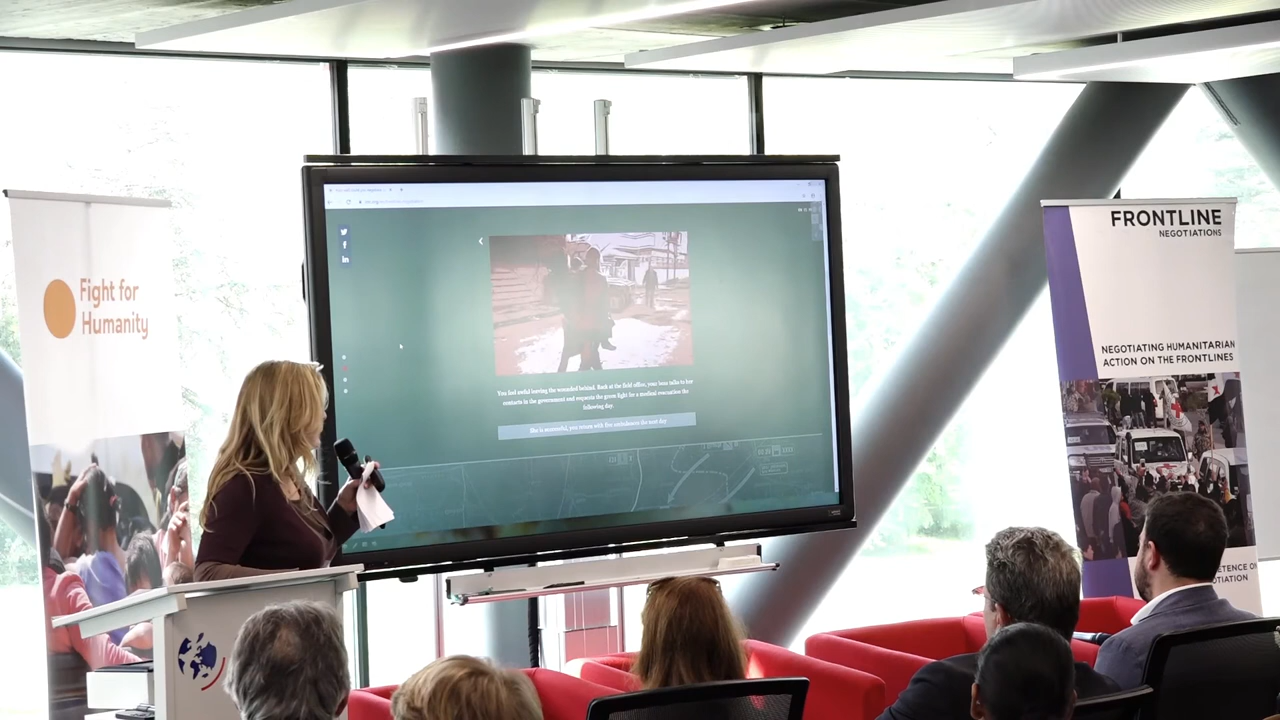 Fight for
Humanity
You feel awful leaving the wounded behind. Back at the field office, your boss talks to her
contacts in the government and requests the green light for a medical evacuation the
following day.
She is successful, you return with five ambulances the next day
FRONTLINE
NEGOTIATIONS
NEGOTIATING HUMANITARIAN
ACTION ON THE FRONTLINES